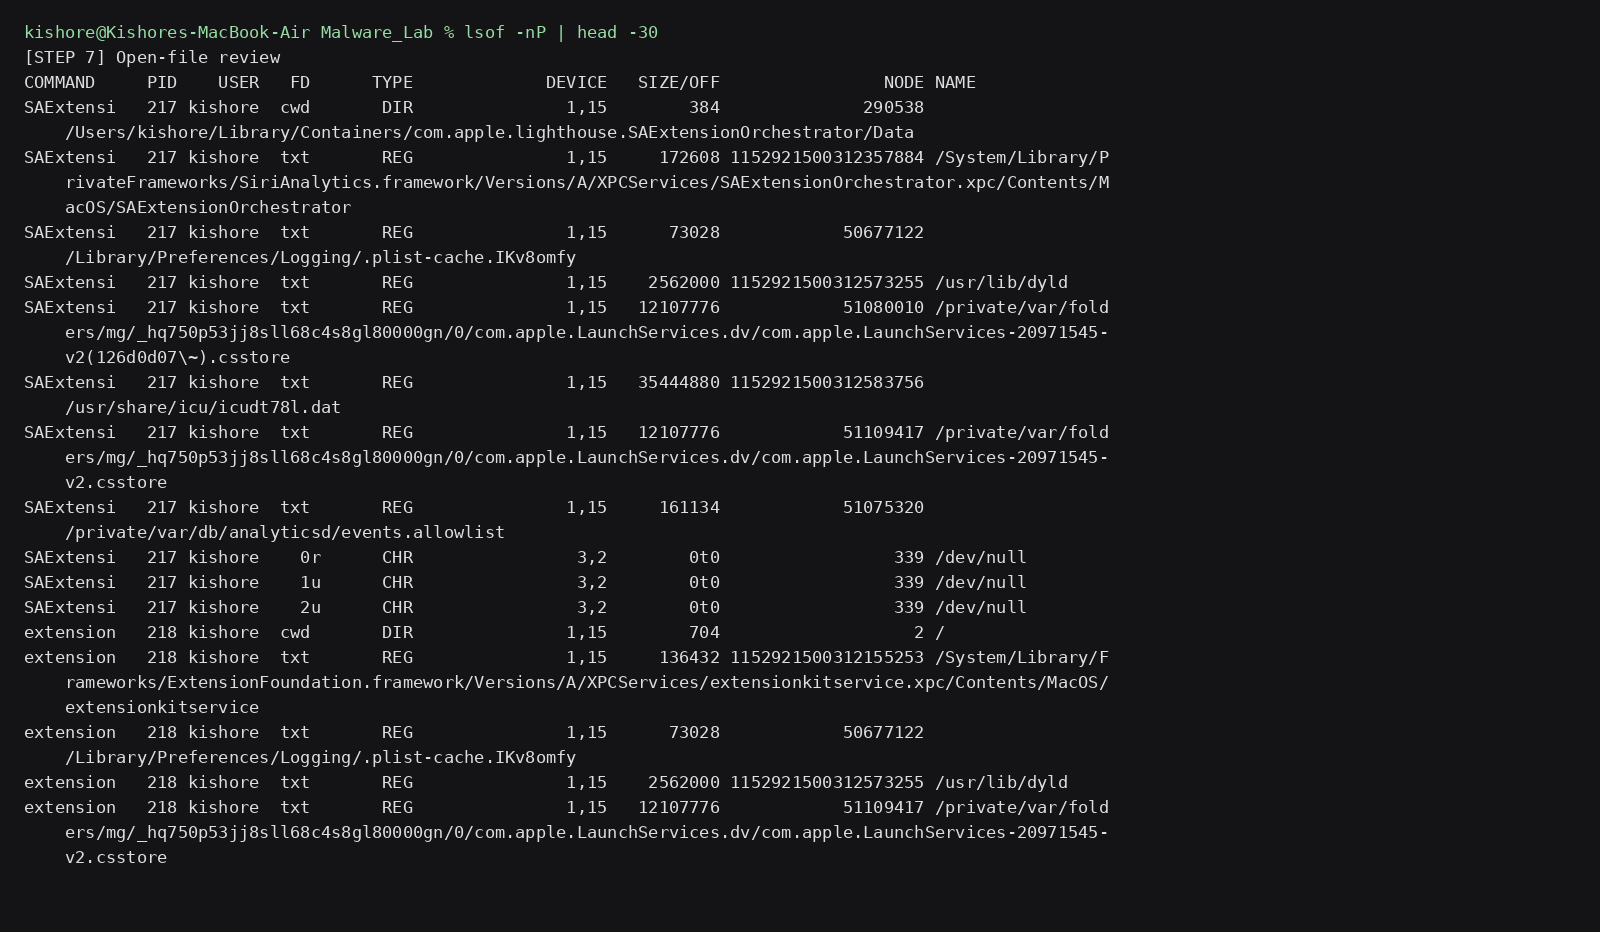 kishore@Kishores-MacBook-Air Malware_Lab % lsof -nP | head -30
[STEP 7] Open-file review
COMMAND     PID    USER   FD      TYPE             DEVICE   SIZE/OFF                NODE NAME
SAExtensi   217 kishore  cwd       DIR               1,15        384              290538
    /Users/kishore/Library/Containers/com.apple.lighthouse.SAExtensionOrchestrator/Data
SAExtensi   217 kishore  txt       REG               1,15     172608 1152921500312357884 /System/Library/P
    rivateFrameworks/SiriAnalytics.framework/Versions/A/XPCServices/SAExtensionOrchestrator.xpc/Contents/M
    acOS/SAExtensionOrchestrator
SAExtensi   217 kishore  txt       REG               1,15      73028            50677122
    /Library/Preferences/Logging/.plist-cache.IKv8omfy
SAExtensi   217 kishore  txt       REG               1,15    2562000 1152921500312573255 /usr/lib/dyld
SAExtensi   217 kishore  txt       REG               1,15   12107776            51080010 /private/var/fold
    ers/mg/_hq750p53jj8sll68c4s8gl80000gn/0/com.apple.LaunchServices.dv/com.apple.LaunchServices-20971545-
    v2(126d0d07\~).csstore
SAExtensi   217 kishore  txt       REG               1,15   35444880 1152921500312583756
    /usr/share/icu/icudt78l.dat
SAExtensi   217 kishore  txt       REG               1,15   12107776            51109417 /private/var/fold
    ers/mg/_hq750p53jj8sll68c4s8gl80000gn/0/com.apple.LaunchServices.dv/com.apple.LaunchServices-20971545-
    v2.csstore
SAExtensi   217 kishore  txt       REG               1,15     161134            51075320
    /private/var/db/analyticsd/events.allowlist
SAExtensi   217 kishore    0r      CHR                3,2        0t0                 339 /dev/null
SAExtensi   217 kishore    1u      CHR                3,2        0t0                 339 /dev/null
SAExtensi   217 kishore    2u      CHR                3,2        0t0                 339 /dev/null
extension   218 kishore  cwd       DIR               1,15        704                   2 /
extension   218 kishore  txt       REG               1,15     136432 1152921500312155253 /System/Library/F
    rameworks/ExtensionFoundation.framework/Versions/A/XPCServices/extensionkitservice.xpc/Contents/MacOS/
    extensionkitservice
extension   218 kishore  txt       REG               1,15      73028            50677122
    /Library/Preferences/Logging/.plist-cache.IKv8omfy
extension   218 kishore  txt       REG               1,15    2562000 1152921500312573255 /usr/lib/dyld
extension   218 kishore  txt       REG               1,15   12107776            51109417 /private/var/fold
    ers/mg/_hq750p53jj8sll68c4s8gl80000gn/0/com.apple.LaunchServices.dv/com.apple.LaunchServices-20971545-
    v2.csstore